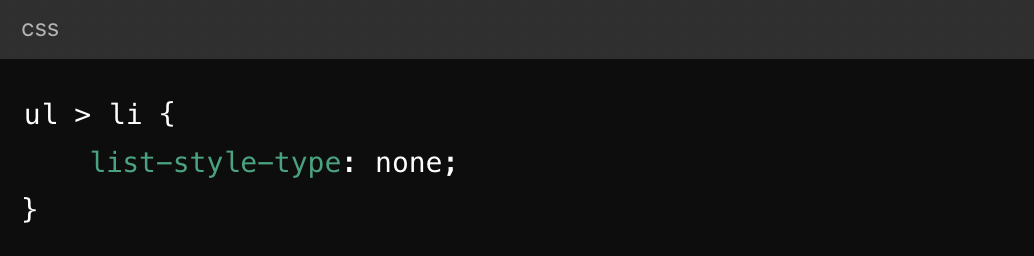 css
ul > li {
    list-style-type: none;
}